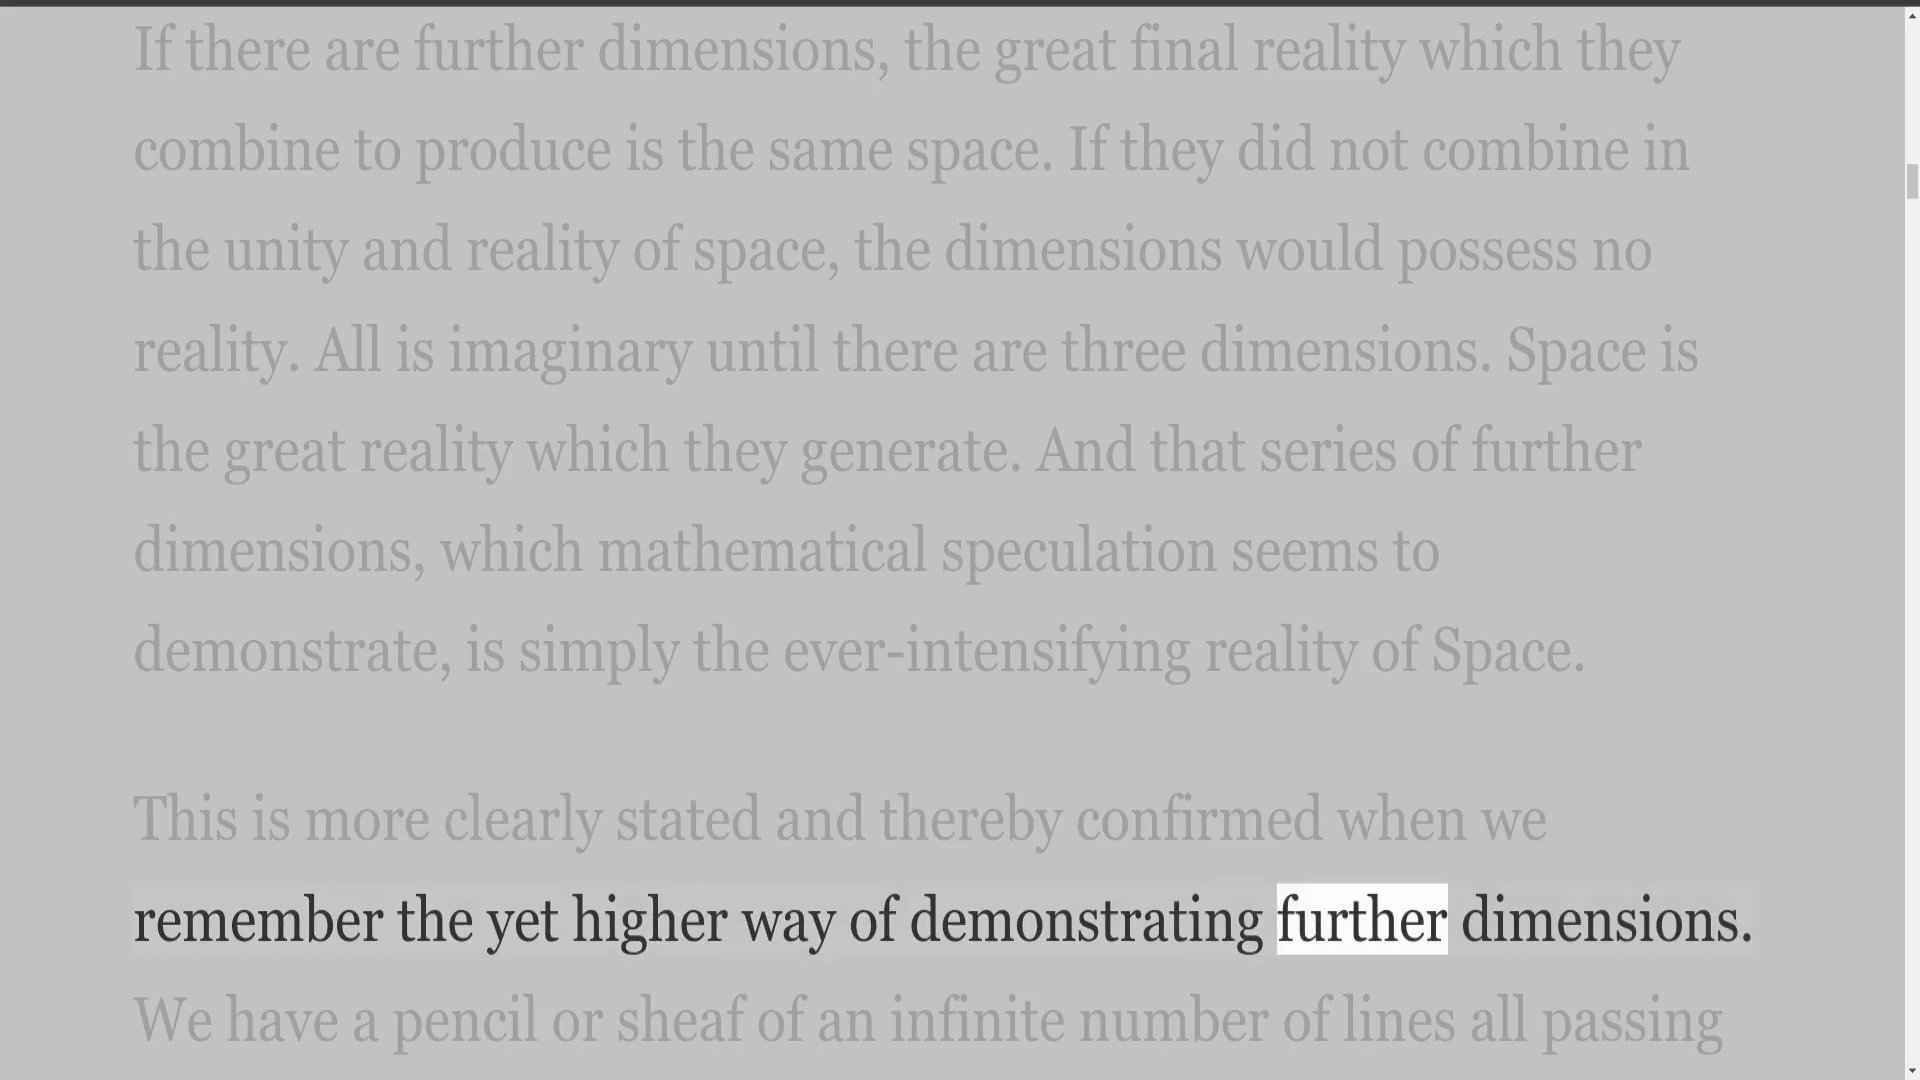 If there are further dimensions, the great final reality which they
combine to produce is the same space. If they did not combine in
the unity and reality of space, the dimensions would possess no
reality. All is imaginary until there are three dimensions. Space is
the great reality which they generate. And that series of further
dimensions, which mathematical speculation seems to
demonstrate, is simply the ever-intensifying reality of Space.
This is more clearly stated and thereby confirmed when we
remember the yet higher way of demonstrating further dimensions.
We have a pencil or sheaf of an infinite number of lines all passing